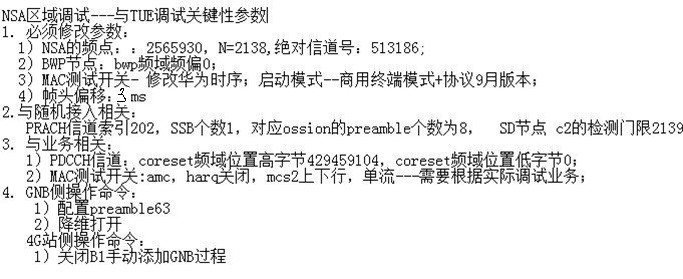 NSA区域调试---与TUE调试关键性参数
1. 必须修改参数：
1）NSA的频点：：2565930，N=2138,绝对信道号：513186;
2）BWP节点：bwp频域频偏0；
3）MAC测试开关- 修改华为时序；启动模式--商用终端模式+协议9月版本；
4）帧头偏移：3 ms
2.与随机接入相关：
PRACH信道索引202，SSB个数1，对应ossion的preamble个数为8， SD节点 c2的检测门限2139
3. 与业务相关：
1）PDCCH信道：coreset频域位置高字节429459104，coreset频域位置低字节0；
2）MAC测试开关:amc，harq关闭，mcs2上下行，单流---需要根据实际调试业务；
4. GNB侧操作命令：
1）配置preamble63
2）降维打开
4G站侧操作命令：
1）关闭B1手动添加GNB过程